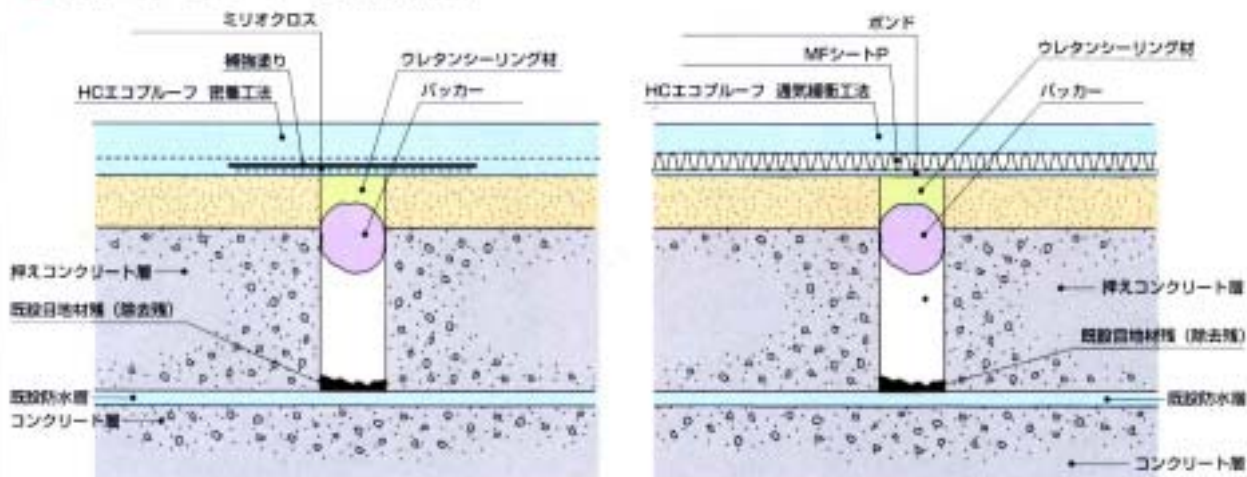 ミリオクロス
補強塗り
ウレタンシーリング材
HCエコプルーフ 密着工法
バッカー
押えコンクリート層
既設目地材残（除去残）
既設防水層
コンクリート層
ボンド
MFシートP
ウレタンシーリング材
HCエコプルーフ 通気緩衝工法
バッカー
押えコンクリート層
既設目地材残（除去残）
既設防水層
コンクリート層